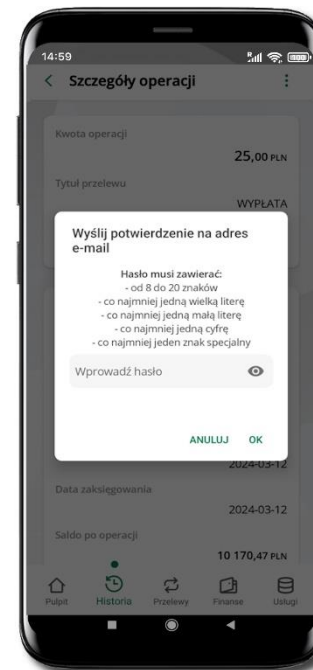 14:59
Szczegóły operacji
Kwota operacji
25,00 PLN
Tytuł przelewu
WYPŁATA
Wyślij potwierdzenie na adres
e-mail
Hasło musi zawierać:
- od 8 do 20 znaków
- co najmniej jedną wielką literę
- co najmniej jedną małą literę
- co najmniej jedną cyfrę
- co najmniej jeden znak specjalny
Wprowadź hasło
ANULUJ OK
2024-03-12
Data zaksięgowania
2024-03-12
Saldo po operacji
10 170,47 PLN
Pulpit Historia Przelewy Finanse Usługi